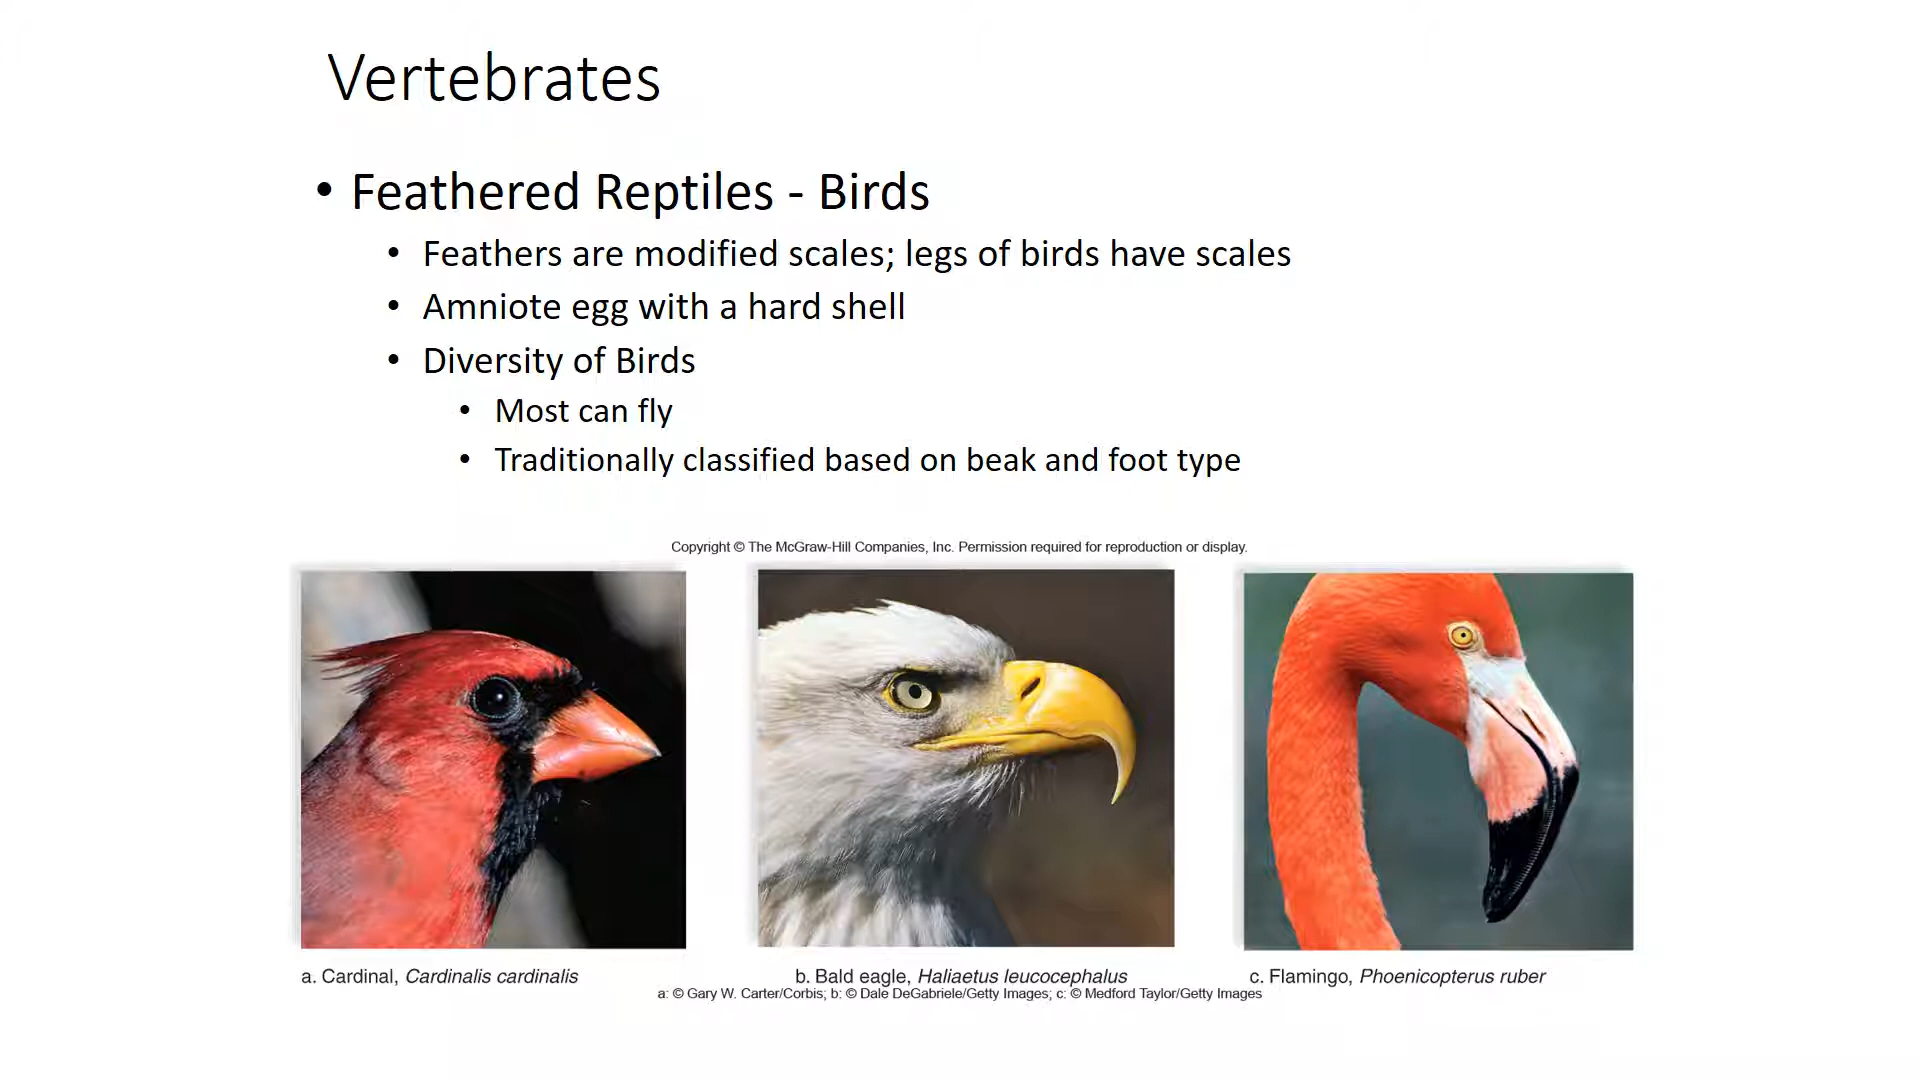 Vertebrates
• Feathered Reptiles - Birds
• Feathers are modified scales; legs of birds have scales
• Amniote egg with a hard shell
• Diversity of Birds
• Most can fly
• Traditionally classified based on beak and foot type
Copyright © The McGraw-Hill Companies, Inc. Permission required for reproduction or display.
a. Cardinal, Cardinalis cardinalis
b. Bald eagle, Haliaetus leucocephalus
c. Flamingo, Phoenicopterus ruber
a: © Gary W. Carter/Corbis; b: © Dale DeGabriele/Getty Images; c: © Medford Taylor/Getty Images